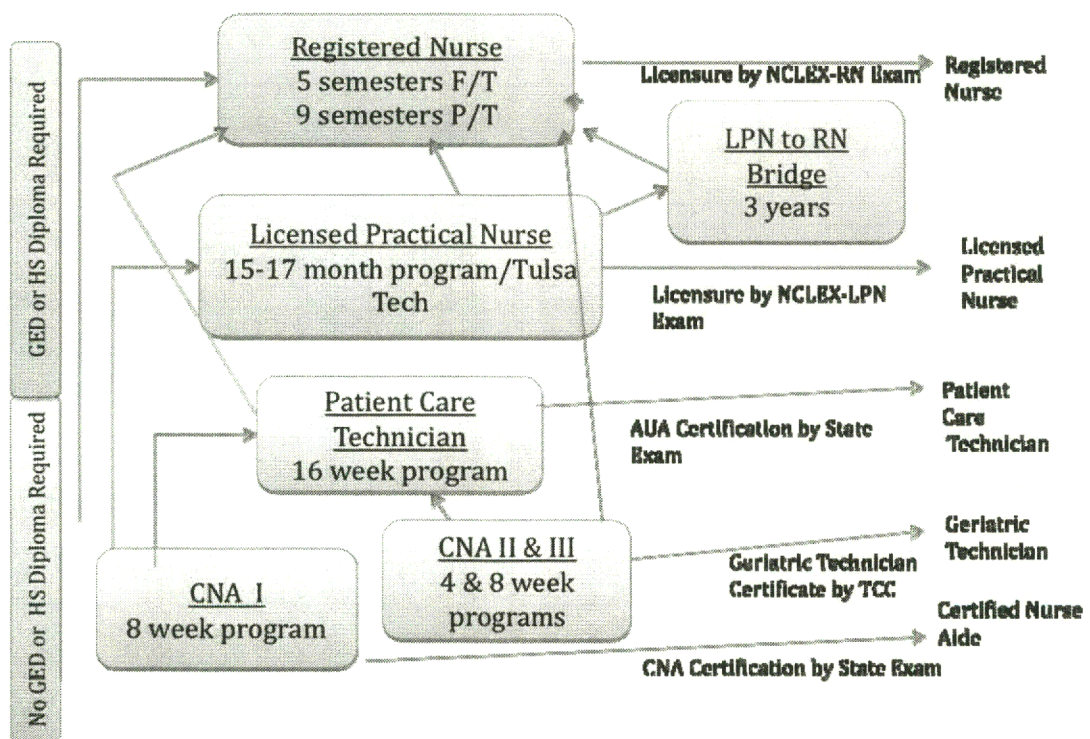 GED or HS Diploma Required
No GED or HS Diploma Required
Registered Nurse
5 semesters F/T
9 semesters P/T
Licensure by NCLEX-RN Exam
Registered
Nurse
LPN to RN
Bridge
3 years
Licensed Practical Nurse
15-17 month program/Tulsa
Tech
Licensure by NCLEX-LPN
Exam
Licensed
Practical
Nurse
Patient Care
Technician
16 week program
AUA Certification by State
Exam
Patient
Care
Technician
CNA II & III
4 & 8 week
programs
Geriatric Technician
Certificate by TCC
Geriatric
Technician
CNA I
8 week program
CNA Certification by State Exam
Certified Nurse
Aide